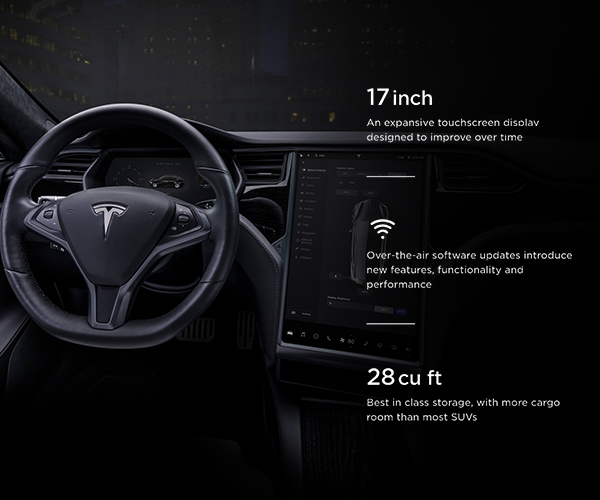 17 inch
An expansive touchscreen display
designed to improve over time
Over-the-air software updates introduce
new features, functionality and
performance
28 cu ft
Best in class storage, with more cargo
room than most SUVs